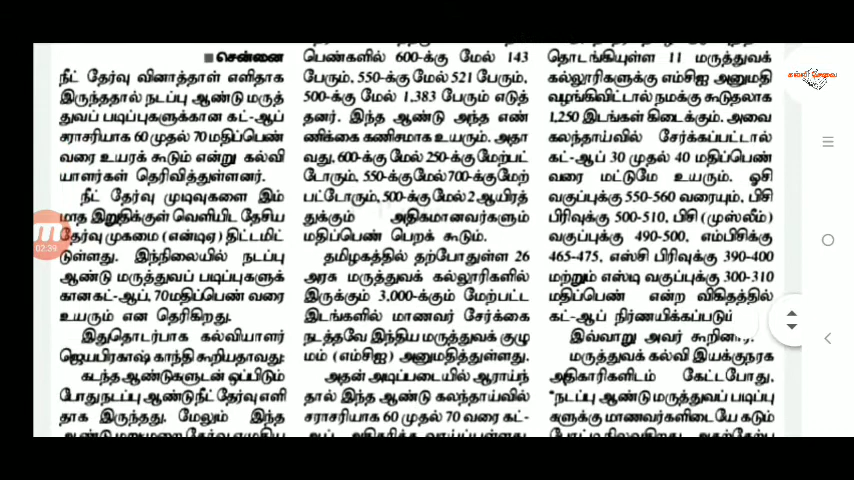 ■ சென்னை
நீட் தேர்வு வினாத்தாள் எளிதாக
இருந்ததால் நடப்பு ஆண்டு மருத்
துவப் படிப்புகளுக்கான கட்-ஆப்
சராசரியாக 60 முதல் 70 மதிப்பெண்
வரை உயரக் கூடும் என்று கல்வி
யாளர்கள் தெரிவித்துள்ளனர்.
நீட் தேர்வு முடிவுகளை இம்
மாத இறுதிக்குள் வெளியிட தேசிய
தேர்வு முகமை (என்டிஏ) திட்டமிட்
டுள்ளது. இந்நிலையில் நடப்பு
ஆண்டு மருத்துவப் படிப்புகளுக்
கான கட்-ஆப், 70 மதிப்பெண் வரை
உயரும் என தெரிகிறது.
இதுதொடர்பாக கல்வியாளர்
ஜெயபிரகாஷ் காந்தி கூறியதாவது:
கடந்த ஆண்டுகளுடன் ஒப்பிடும்
போது நடப்பு ஆண்டு நீட் தேர்வு எளி
தாக இருந்தது. மேலும் இந்த
பெண்களில் 600-க்கு மேல் 143
பேரும், 550-க்கு மேல் 521 பேரும்,
500-க்கு மேல் 1,383 பேரும் எடுத்
தனர். இந்த ஆண்டு அந்த எண்
ணிக்கை கணிசமாக உயரும். அதா
வது, 600-க்கு மேல் 250-க்கு மேற்பட்
டோரும், 550-க்கு மேல் 700-க்கு மேற்
பட்டோரும், 500-க்கு மேல் 2 ஆயிரத்
துக்கும் அதிகமானவர்களும்
மதிப்பெண் பெறக் கூடும்.
தமிழகத்தில் தற்போதுள்ள 26
அரசு மருத்துவக் கல்லூரிகளில்
இருக்கும் 3,000-க்கும் மேற்பட்ட
இடங்களில் மாணவர் சேர்க்கை
நடத்தவே இந்திய மருத்துவக் குழு
மம் (எம்சிஐ) அனுமதித்துள்ளது.
அதன் அடிப்படையில் ஆராய்ந்
தால் இந்த ஆண்டு கலந்தாய்வில்
சராசரியாக 60 முதல் 70 வரை கட்-
தொடங்கியுள்ள 11 மருத்துவக்
கல்லூரிகளுக்கு எம்சிஐ அனுமதி
வழங்கிவிட்டால் நமக்கு கூடுதலாக
1,250 இடங்கள் கிடைக்கும். அவை
கலந்தாய்வில் சேர்க்கப்பட்டால்
கட்-ஆப் 30 முதல் 40 மதிப்பெண்
வரை மட்டுமே உயரும். ஓசி
வகுப்புக்கு 550-560 வரையும், பிசி
பிரிவுக்கு 500-510, பிசி (முஸ்லீம்)
வகுப்புக்கு 490-500, எம்பிசிக்கு
465-475, எஸ்சி பிரிவுக்கு 390-400
மற்றும் எஸ்டி வகுப்புக்கு 300-310
மதிப்பெண் என்ற விகிதத்தில்
கட்-ஆப் நிர்ணயிக்கப்படும்
இவ்வாறு அவர் கூறினார்.
மருத்துவக் கல்வி இயக்குநரக
அதிகாரிகளிடம் கேட்டபோது,
“நடப்பு ஆண்டு மருத்துவப் படிப்பு
களுக்கு மாணவர்களிடையே கடும்
கல்வி சேவை
02:39